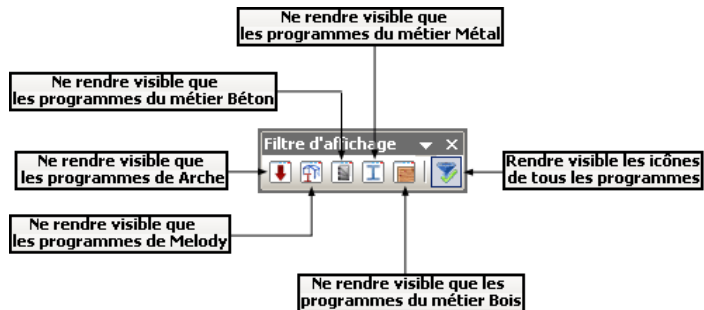 Ne rendre visible que
les programmes du métier Métal
Ne rendre visible que
les programmes du métier Béton
Filtre d'affichage
Ne rendre visible que
les programmes de Arche
Rendre visible les icônes
de tous les programmes
Ne rendre visible que
les programmes de Melody
Ne rendre visible que les
programmes du métier Bois